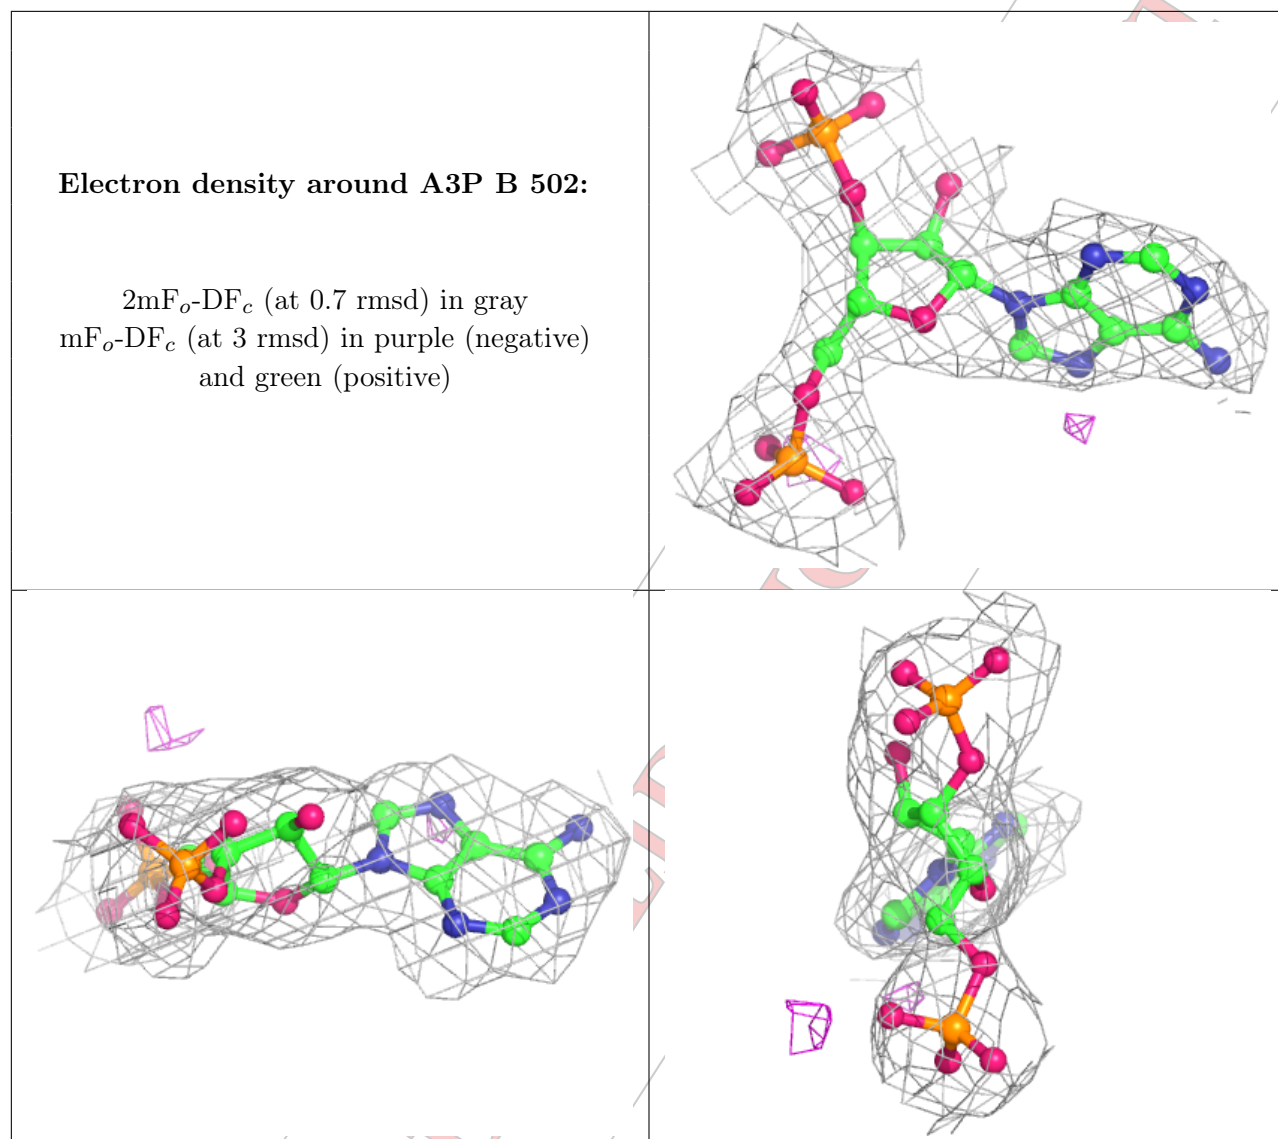 Electron density around A3P B 502:
2mFo-DFc (at 0.7 rmsd) in gray
mFo-DFc (at 3 rmsd) in purple (negative)
and green (positive)